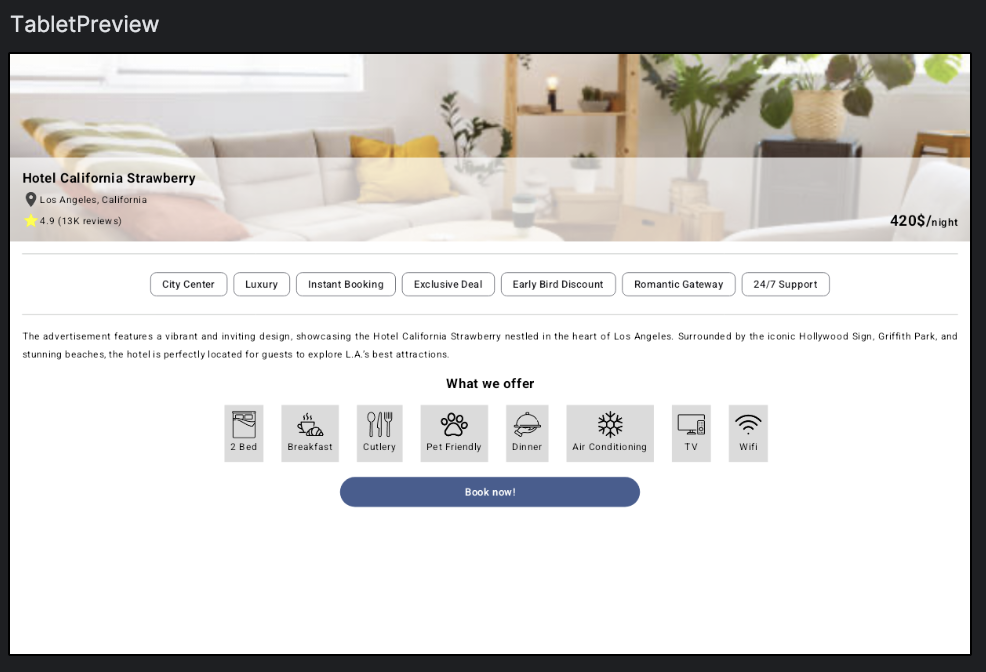 TabletPreview
Hotel California Strawberry
Los Angeles, California
4.9 (13K reviews)
420$/night
City Center
Luxury
Instant Booking
Exclusive Deal
Early Bird Discount
Romantic Gateway
24/7 Support
The advertisement features a vibrant and inviting design, showcasing the Hotel California Strawberry nestled in the heart of Los Angeles. Surrounded by the iconic Hollywood Sign, Griffith Park, and
stunning beaches, the hotel is perfectly located for guests to explore L.A.'s best attractions.
What we offer
2 Bed
Breakfast
Cutlery
Pet Friendly
Dinner
Air Conditioning
TV
Wifi
Book now!